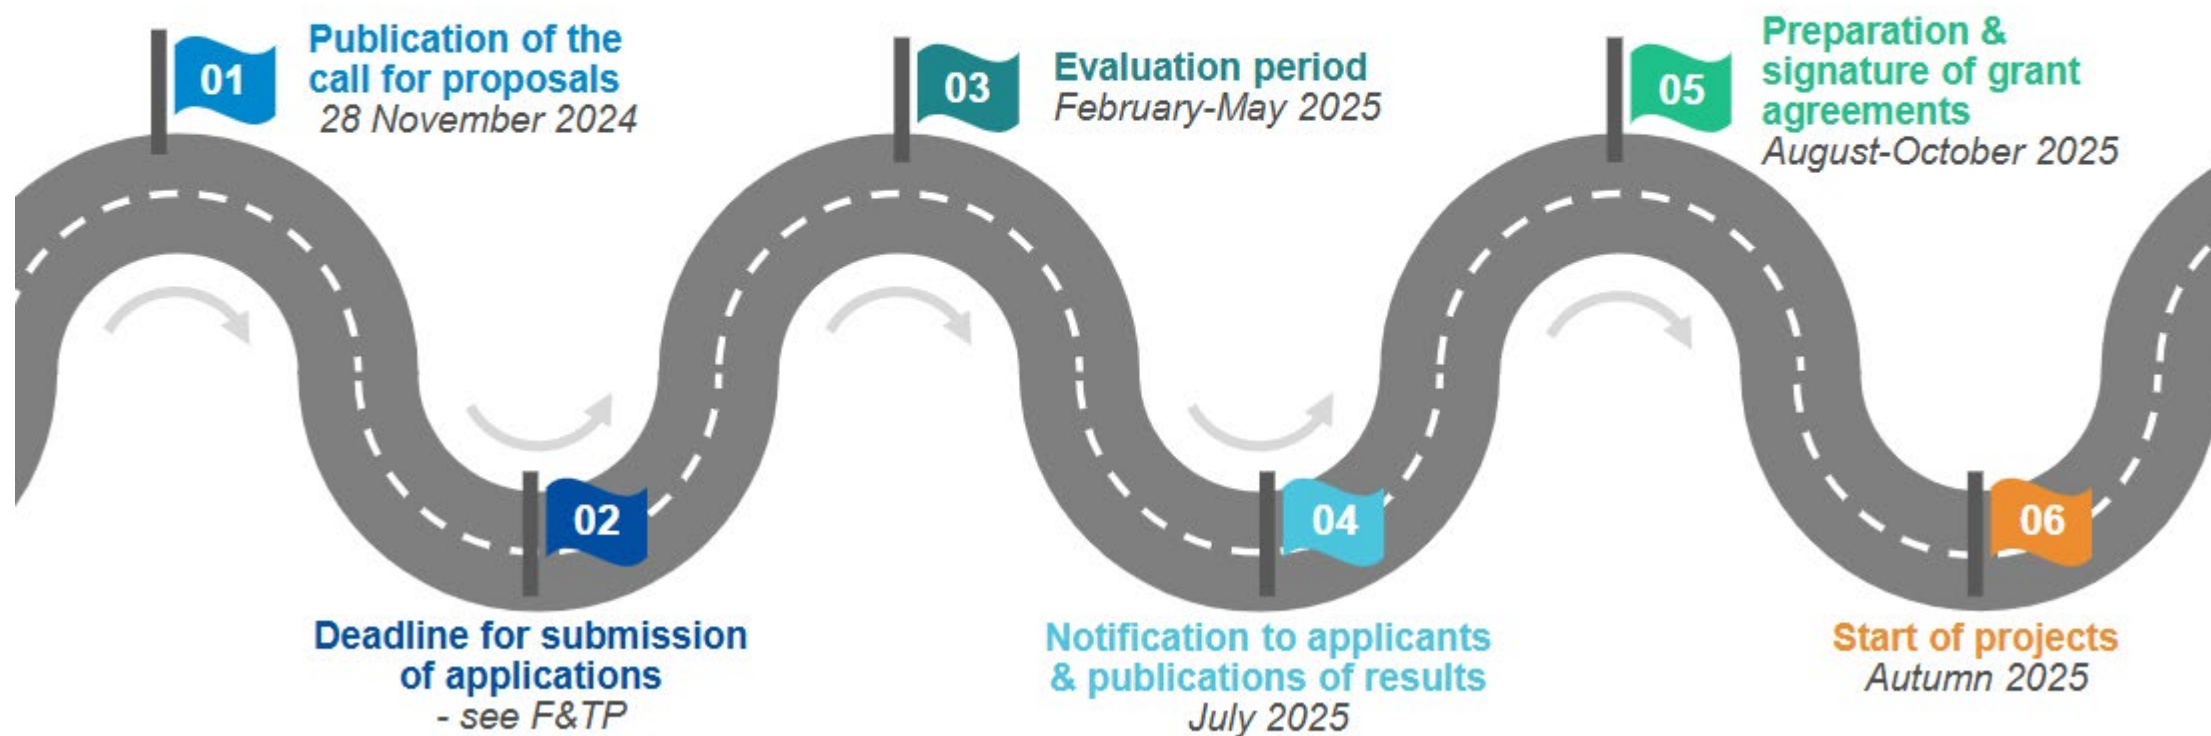 01
Publication of the
call for proposals
28 November 2024
02
Deadline for submission
of applications
- see F&TP
03
Evaluation period
February-May 2025
04
Notification to applicants
& publications of results
July 2025
05
Preparation &
signature of grant
agreements
August-October 2025
06
Start of projects
Autumn 2025